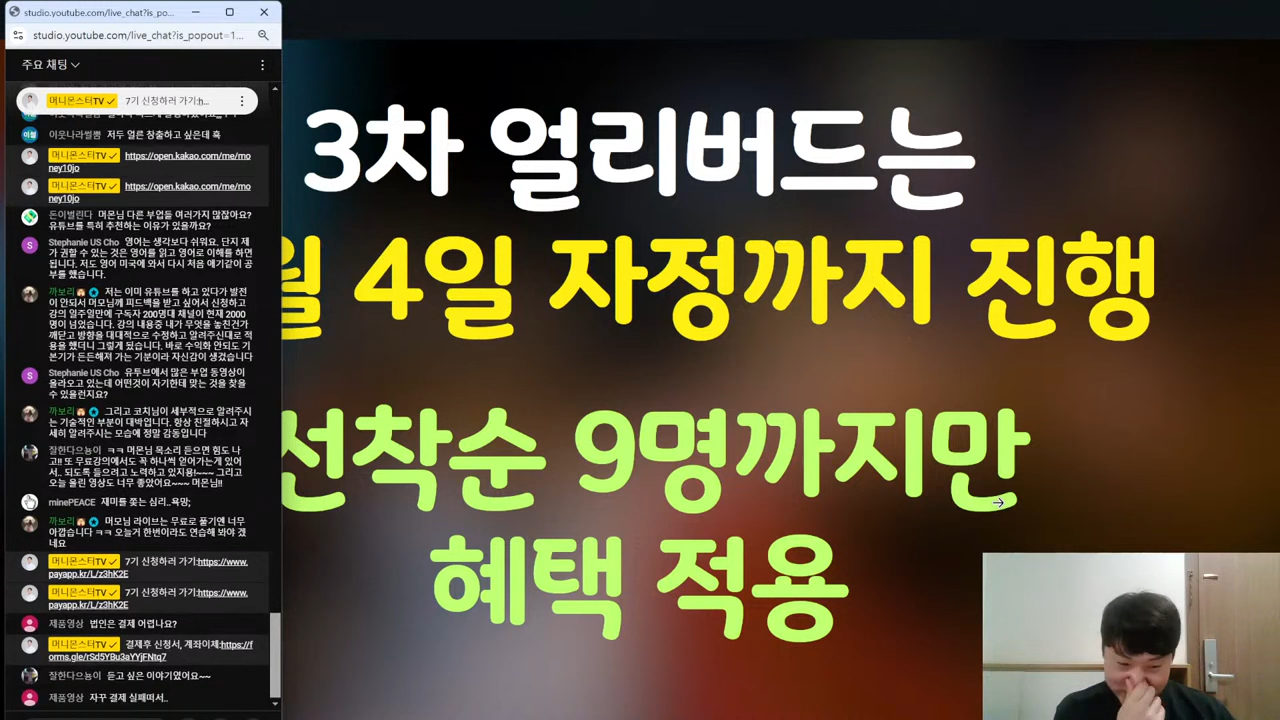 studio.youtube.com/live_chat?is_po...
studio.youtube.com/live_chat?is_popout=1...
주요 채팅
머니몬스터TV 7기 신청하러 가기:h...
이웃나라썰뿜 저두 얼른 창출하고 싶은데 흑
머니몬스터TV https://open.kakao.com/me/mo
ney10jo
머니몬스터TV https://open.kakao.com/me/mo
ney10jo
돈이벌린다 머몬님 다른 부업들 여러가지 많잖아요?
유튜브를 특히 추천하는 이유가 있을까요?
Stephanie US Cho 영어는 생각보다 쉬워요. 단지 제
가 권할 수 있는 것은 영어를 읽고 영어로 이해를 하면
됩니다. 저도 영어 미국에 와서 다시 처음 얘기같이 공
부를 했습니다.
까보리 저는 이미 유튜브를 하고 있다가 발전
이 안되서 머모님께 피드백을 받고 싶어서 신청하고
강의 일주일만에 구독자 200명대 채널이 현재 2000
명이 넘었습니다. 강의 내용중 내가 무엇을 놓친건가
깨닫고 방향을 대대적으로 수정하고 알려주신대로 적
용을 했더니 그렇게 됬습니다. 바로 수익화 안되도 기
본기가 든든해져 가는 기분이라 자신감이 생겼습니다
Stephanie US Cho 유투브에서 많은 부업 동영상이
올라오고 있는데 어떤것이 자기한데 맞는 것을 찾을
수 있을런지요?
까보리 그리고 코치님이 세부적으로 알려주시
는 기술적인 부분이 대박입니다. 항상 친절하시고 자
세히 알려주시는 모습에 정말 감동입니다
잘한다으뇽이 ㅋㅋ 머몬님 목소리 듣으면 힘도 나
고!! 또 무료강의에서도 꼭 하나씩 얻어가는게 있어
서.. 되도록 들으려고 노력하고 있지용!~~~ 그리고
오늘 올린 영상도 너무 좋았어요~~~ 머몬님!!
minePEACE 재미를 쫓는 심리..욕망;
까보리 머모님 라이브는 무료로 풀기엔 너무
아깝습니다 ㅋㅋ 오늘거 한번이라도 연습해 봐야 겠
네요
머니몬스터TV 7기 신청하러 가기:https://www.
payapp.kr/L/z3hK2E
머니몬스터TV 7기 신청하러 가기:https://www.
payapp.kr/L/z3hK2E
제품영상 법인은 결제 어렵나요?
머니몬스터TV 결제후 신청서, 계좌이체:https://f
orms.gle/rSd5YBu3aYYjFNtq7
잘한다으뇽이 듣고 싶은 이야기였어요~~
제품영상 자꾸 결제 실패떠서..
3차 얼리버드는
월 4일 자정까지 진행
선착순 9명까지만
혜택 적용